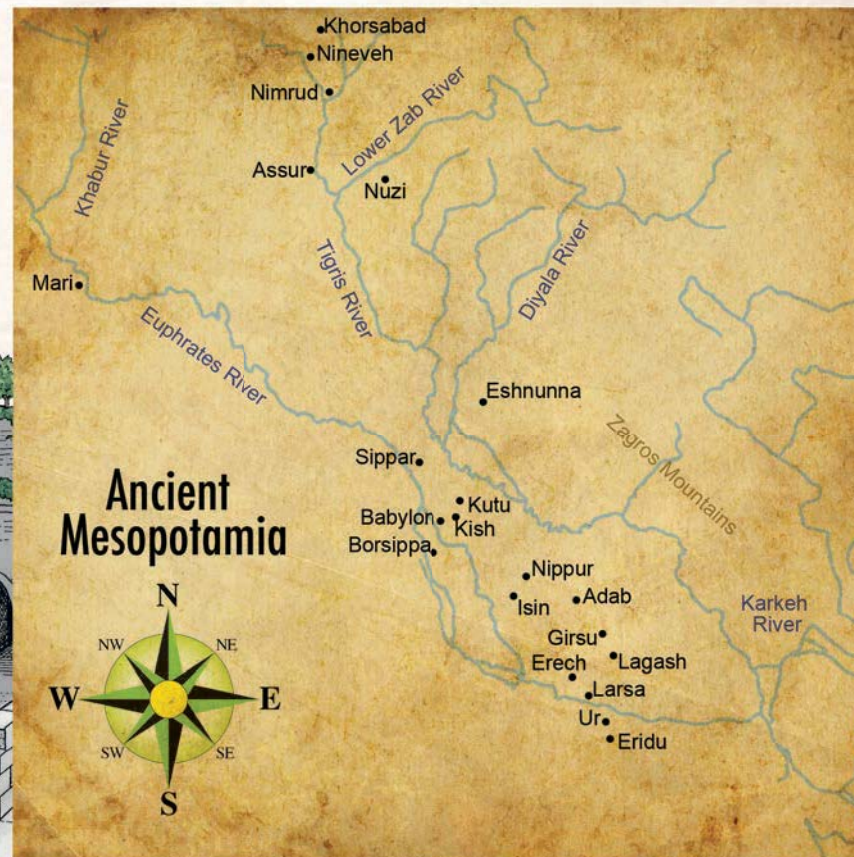 Khorsabad
Nineveh
Nimrud
Khabur River
Lower Zab River
Assur
Nuzi
Tigris River
Diyala River
Mari
Euphrates River
Eshnunna
Zagros Mountains
Sippar
Ancient
Mesopotamia
Kutu
Babylon
Kish
Borsippa
Nippur
Isin
Adab
Karkeh
River
Girsu
Lagash
Erech
Larsa
Ur
Eridu
N
NW
NE
W
E
SW
SE
S